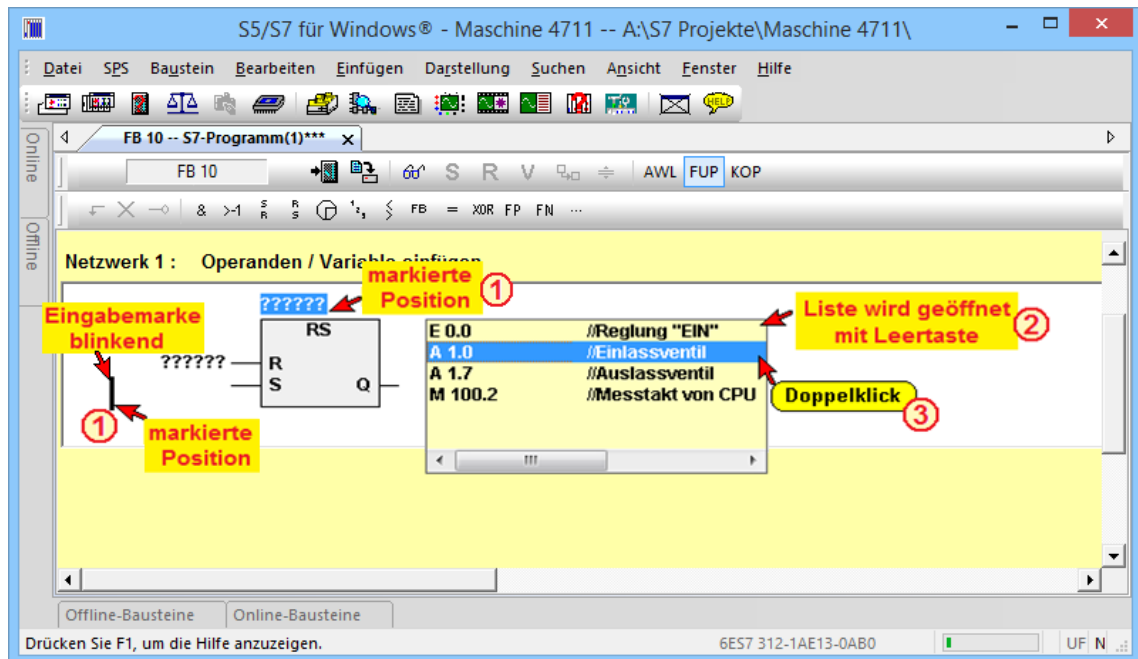 S5/S7 für Windows® - Maschine 4711 -- A:\S7 Projekte\Maschine 4711\
Datei SPS Baustein Bearbeiten Einfügen Darstellung Suchen Ansicht Fenster Hilfe
HELP
Online
Offline
FB 10 -- S7-Programm(1)*** x
FB 10 S R V AWL FUP KOP
& >-1 S R R S 1 2, FB = XOR FP FN ...
Netzwerk 1 : Operanden / Variable einfügen
markierte
Position 1
??????
Eingabemarke
blinkend
RS
?????? R
S Q
1
markierte
Position
E 0.0 //Reglung "EIN"
A 1.0 //Einlassventil
A 1.7 //Auslassventil
M 100.2 //Messtakt von CPU
Liste wird geöffnet
mit Leertaste 2
Doppelklick
3
Offline-Bausteine Online-Bausteine
Drücken Sie F1, um die Hilfe anzuzeigen. 6ES7 312-1AE13-0AB0 UF N